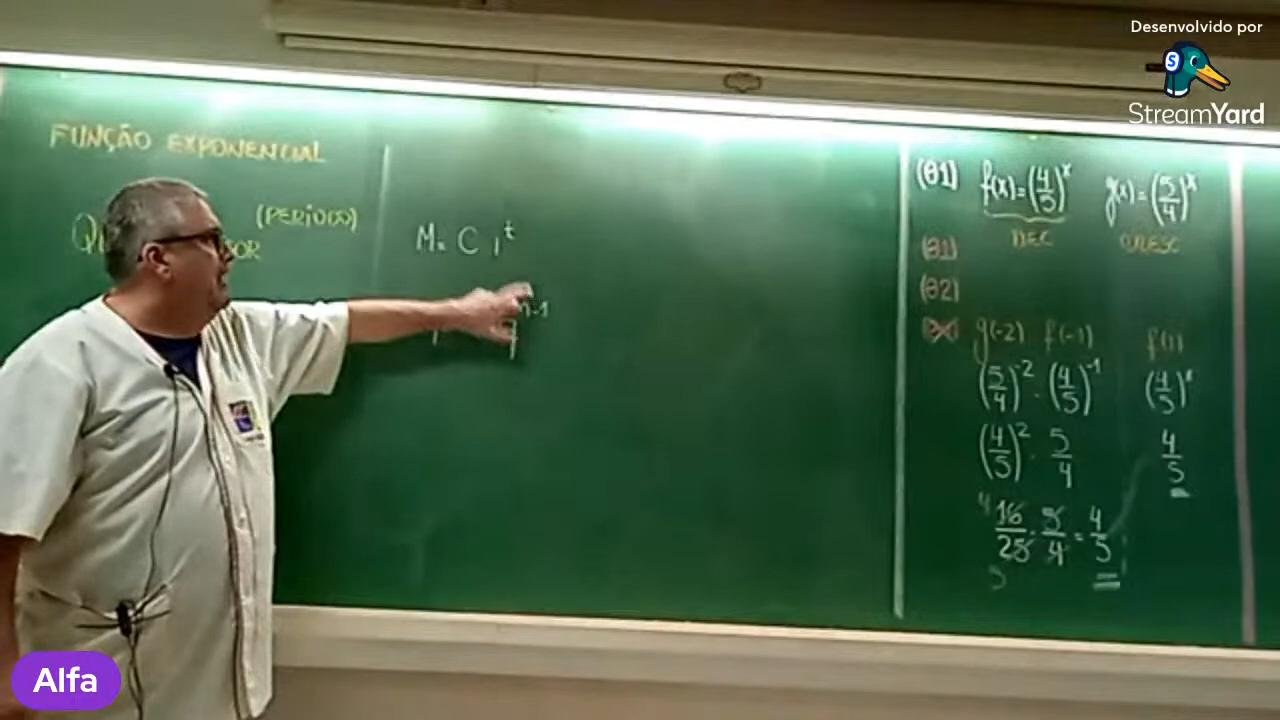 Desenvolvido por
StreamYard
FUNÇÃO EXPONENCIAL
(PERÍODO)
M = C i^t
n-1
(01) f(x)=(4/5)^x g(x)=(5/4)^x
DEC CRESC
(01)
(02)
g(-2) f(-1) f(1)
(5/4)^-2 · (4/5)^-1 (4/5)^1
(4/5)^2 · 5/4 4/5
16/25 · 5/4 = 4/5
Alfa